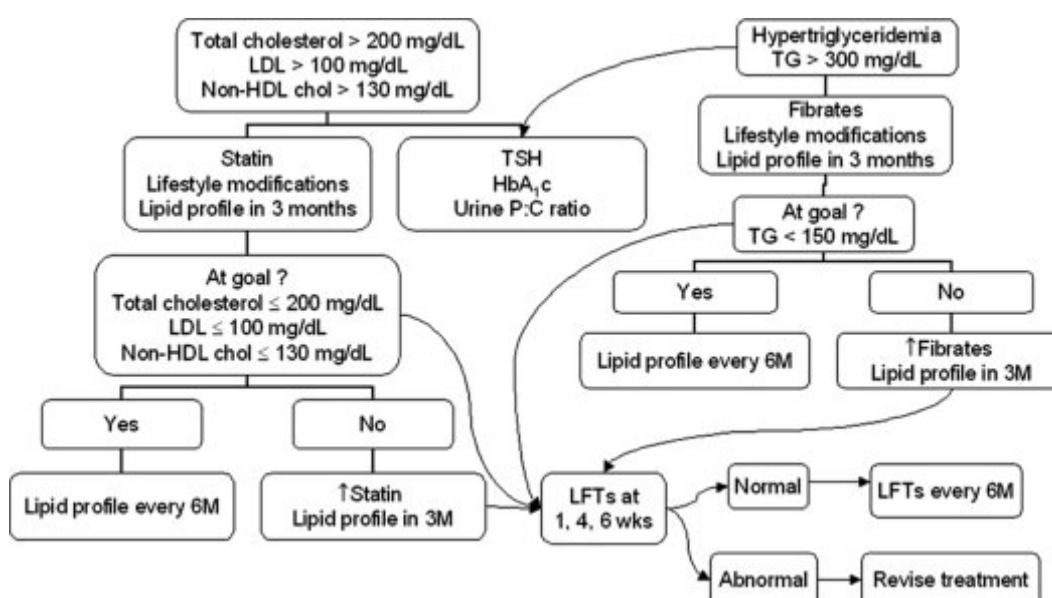 Total cholesterol > 200 mg/dL
LDL > 100 mg/dL
Non-HDL chol > 130 mg/dL
Hypertriglyceridemia
TG > 300 mg/dL
Statin
Lifestyle modifications
Lipid profile in 3 months
TSH
HbA₁c
Urine P:C ratio
Fibrates
Lifestyle modifications
Lipid profile in 3 months
At goal ?
TG < 150 mg/dL
At goal ?
Total cholesterol ≤ 200 mg/dL
LDL ≤ 100 mg/dL
Non-HDL chol ≤ 130 mg/dL
Yes
No
Lipid profile every 6M
↑Fibrates
Lipid profile in 3M
Yes
No
Lipid profile every 6M
↑Statin
Lipid profile in 3M
LFTs at
1, 4, 6 wks
Normal
LFTs every 6M
Abnormal
Revise treatment